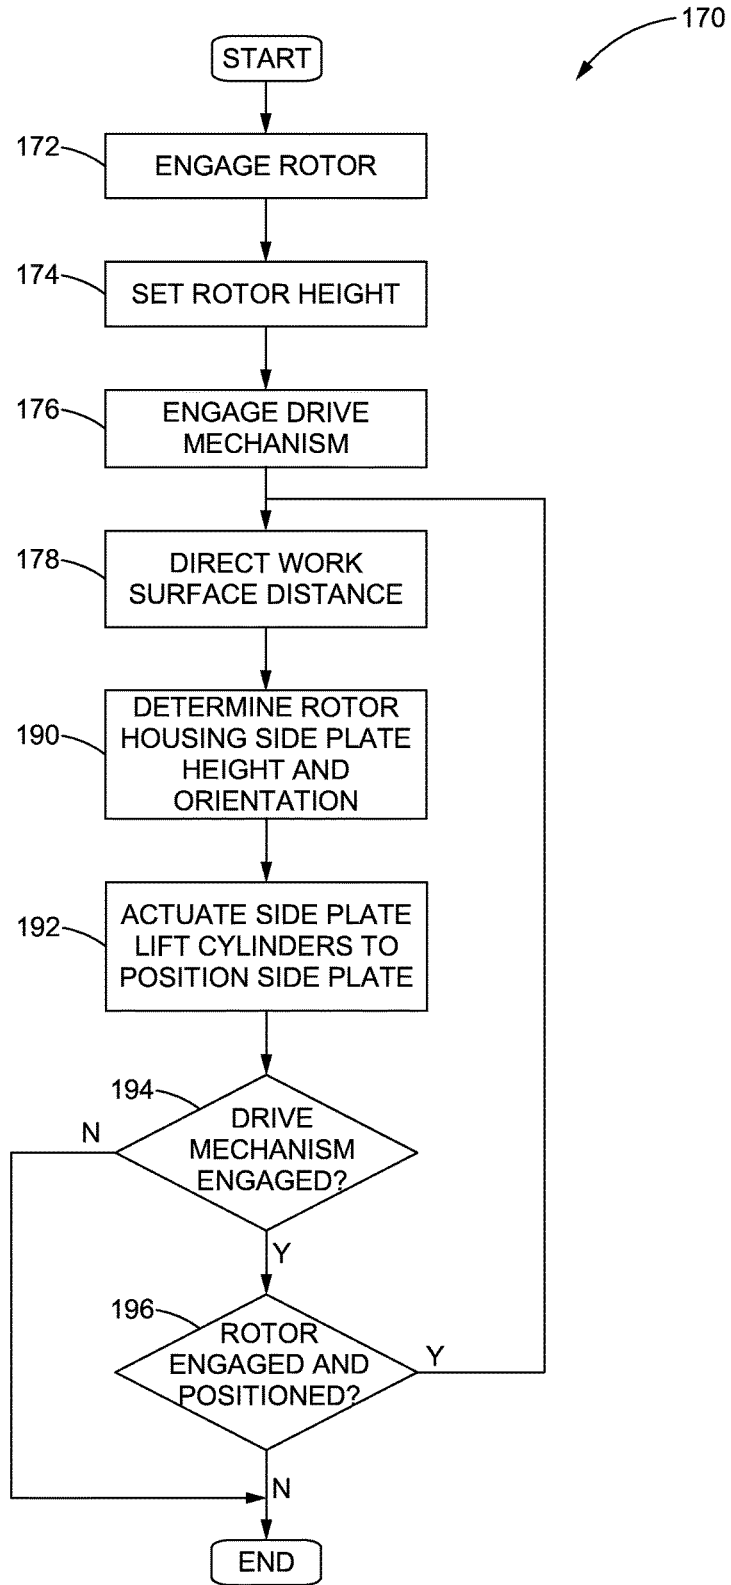 170
START
172
ENGAGE ROTOR
174
SET ROTOR HEIGHT
176
ENGAGE DRIVE
MECHANISM
178
DIRECT WORK
SURFACE DISTANCE
190
DETERMINE ROTOR
HOUSING SIDE PLATE
HEIGHT AND
ORIENTATION
192
ACTUATE SIDE PLATE
LIFT CYLINDERS TO
POSITION SIDE PLATE
194
N
DRIVE
MECHANISM
ENGAGED?
Y
196
ROTOR
ENGAGED AND
POSITIONED?
Y
N
END